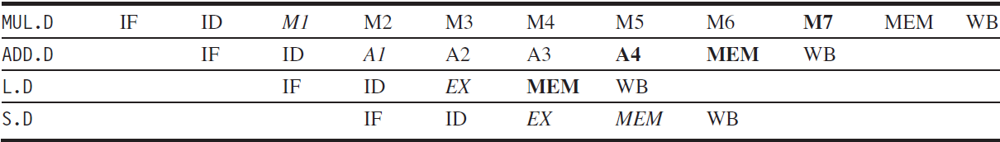 MUL.D IF ID M1 M2 M3 M4 M5 M6 M7 MEM WB
ADD.D IF ID A1 A2 A3 A4 MEM WB
L.D IF ID EX MEM WB
S.D IF ID EX MEM WB